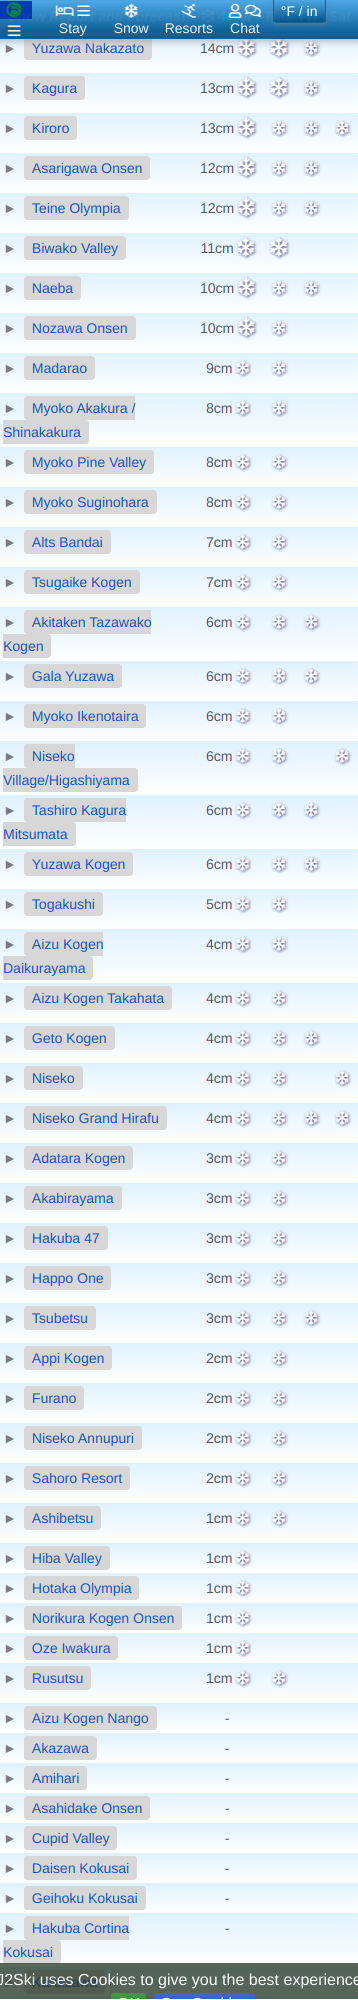 °F / in
Stay Snow Resorts Chat
Yuzawa Nakazato 14cm
Kagura 13cm
Kiroro 13cm
Asarigawa Onsen 12cm
Teine Olympia 12cm
Biwako Valley 11cm
Naeba 10cm
Nozawa Onsen 10cm
Madarao 9cm
Myoko Akakura / 8cm
Shinakakura
Myoko Pine Valley 8cm
Myoko Suginohara 8cm
Alts Bandai 7cm
Tsugaike Kogen 7cm
Akitaken Tazawako 6cm
Kogen
Gala Yuzawa 6cm
Myoko Ikenotaira 6cm
Niseko 6cm
Village/Higashiyama
Tashiro Kagura 6cm
Mitsumata
Yuzawa Kogen 6cm
Togakushi 5cm
Aizu Kogen 4cm
Daikurayama
Aizu Kogen Takahata 4cm
Geto Kogen 4cm
Niseko 4cm
Niseko Grand Hirafu 4cm
Adatara Kogen 3cm
Akabirayama 3cm
Hakuba 47 3cm
Happo One 3cm
Tsubetsu 3cm
Appi Kogen 2cm
Furano 2cm
Niseko Annupuri 2cm
Sahoro Resort 2cm
Ashibetsu 1cm
Hiba Valley 1cm
Hotaka Olympia 1cm
Norikura Kogen Onsen 1cm
Oze Iwakura 1cm
Rusutsu 1cm
Aizu Kogen Nango -
Akazawa -
Amihari -
Asahidake Onsen -
Cupid Valley -
Daisen Kokusai -
Geihoku Kokusai -
Hakuba Cortina -
Kokusai
J2Ski uses Cookies to give you the best experience